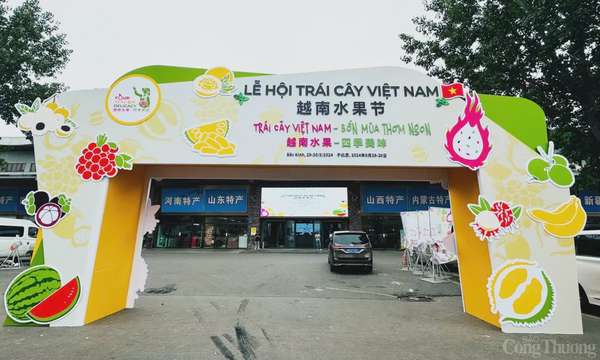 LỄ HỘI TRÁI CÂY VIỆT NAM
越南水果节
TRÁI CÂY VIỆT NAM - BỐN MÙA THƠM NGON
越南水果 - 四季美味
河南特产
山东特产
山西特产
内蒙古特产
新疆
Công Thương